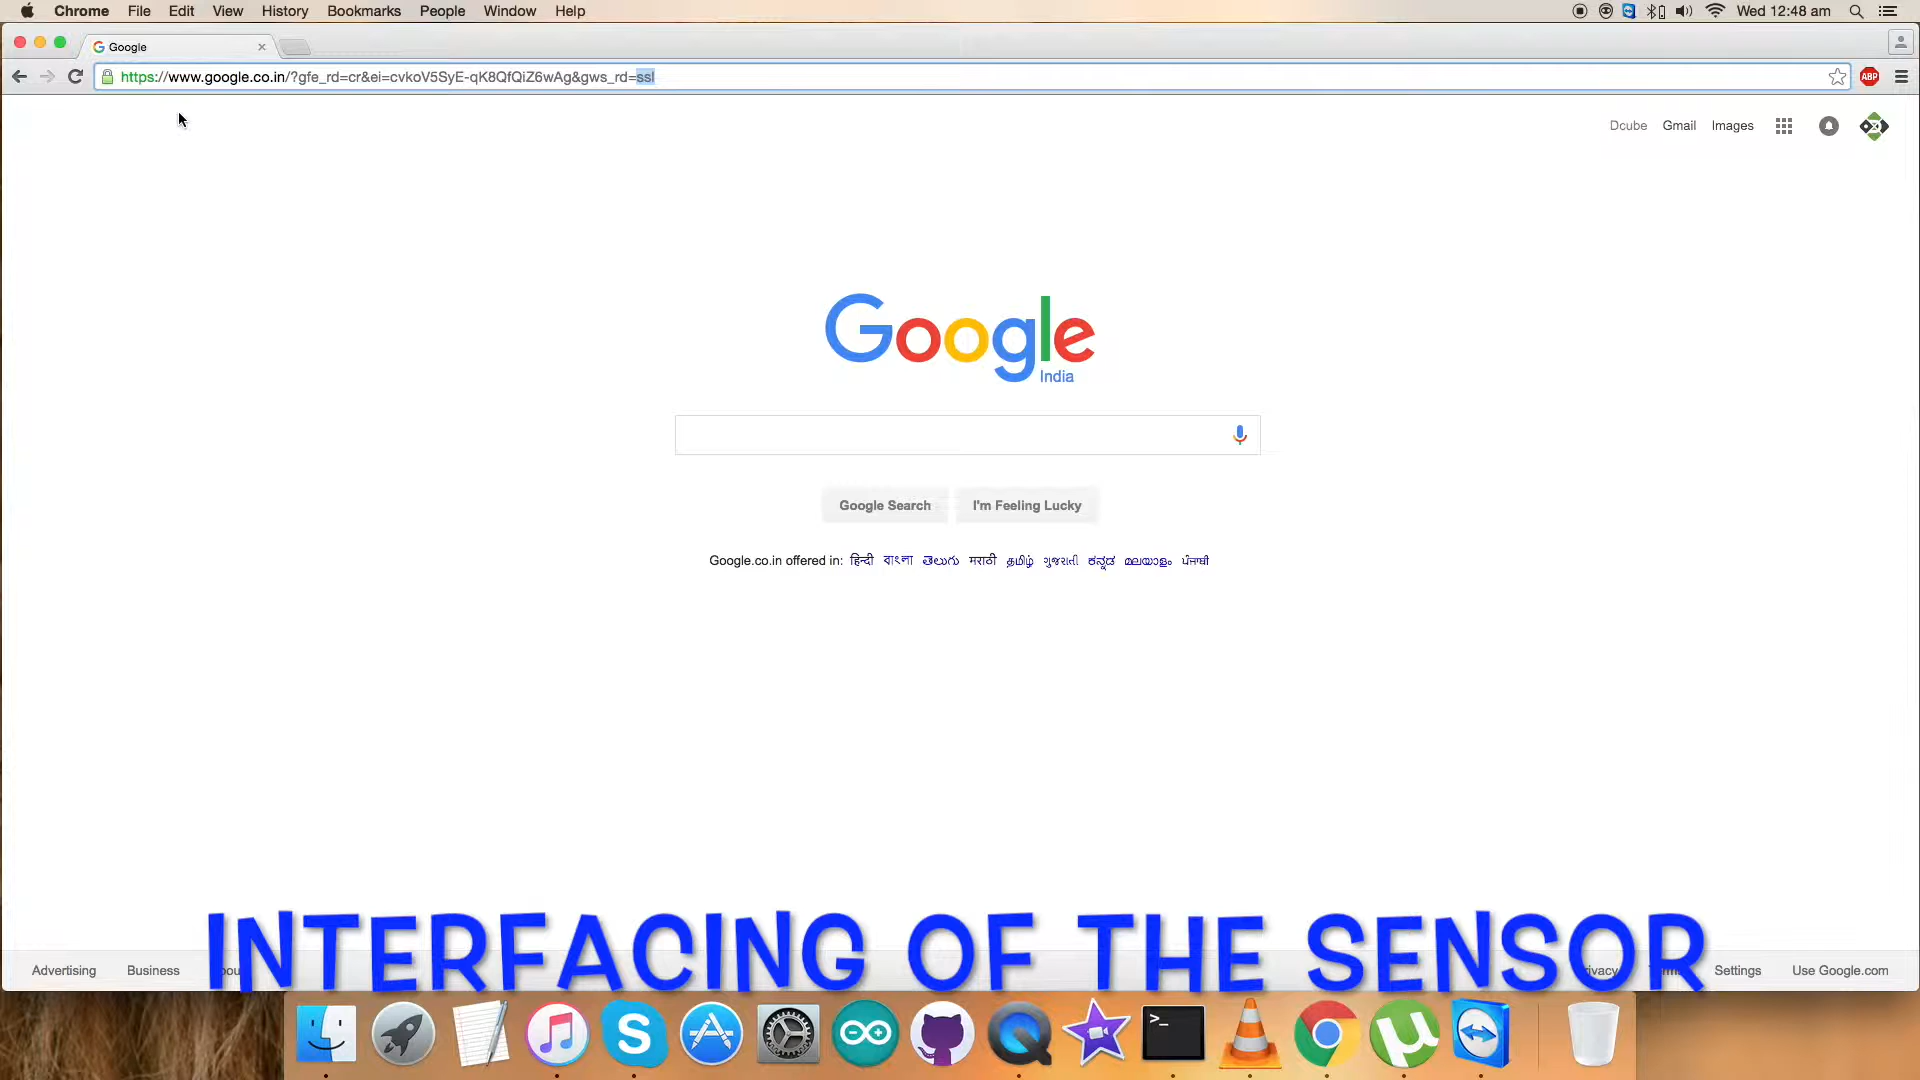 Chrome File Edit View History Bookmarks People Window Help Wed 12:48 am
Google
https://www.google.co.in/?gfe_rd=cr&ei=cvkoV5SyE-qK8QfQiZ6wAg&gws_rd=ssl
ABP
Dcube Gmail Images
Google
India
Google Search I'm Feeling Lucky
Google.co.in offered in: हिन्दी বাংলা తెలుగు मराठी தமிழ் ગુજરાતી ಕನ್ನಡ മലയാളം ਪੰਜਾਬੀ
INTERFACING OF THE SENSOR
Advertising Business Settings Use Google.com